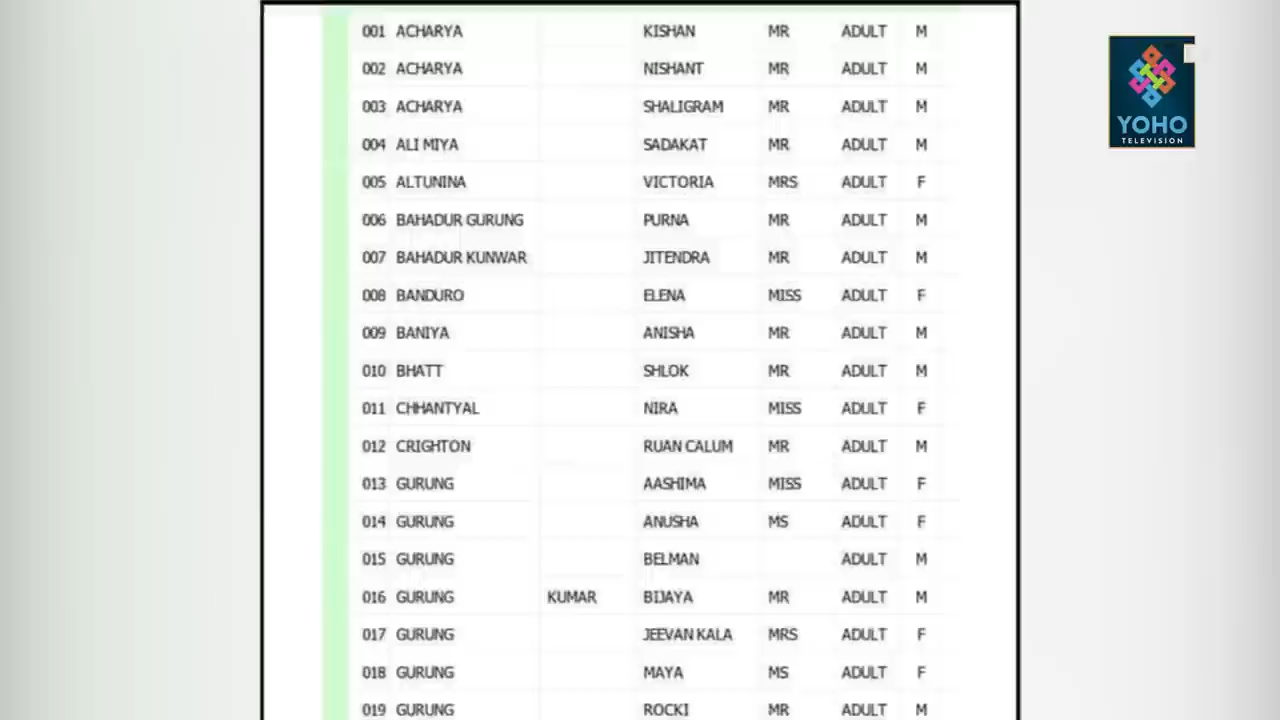 001 ACHARYA KISHAN MR ADULT M
002 ACHARYA NISHANT MR ADULT M
003 ACHARYA SHALIGRAM MR ADULT M
004 ALI MIYA SADAKAT MR ADULT M
005 ALTUNINA VICTORIA MRS ADULT F
006 BAHADUR GURUNG PURNA MR ADULT M
007 BAHADUR KUNWAR JITENDRA MR ADULT M
008 BANDURO ELENA MISS ADULT F
009 BANIYA ANISHA MR ADULT M
010 BHATT SHLOK MR ADULT M
011 CHHANTYAL NIRA MISS ADULT F
012 CRIGHTON RUAN CALUM MR ADULT M
013 GURUNG AASHIMA MISS ADULT F
014 GURUNG ANUSHA MS ADULT F
015 GURUNG BELMAN ADULT M
016 GURUNG KUMAR BIJAYA MR ADULT M
017 GURUNG JEEVAN KALA MRS ADULT F
018 GURUNG MAYA MS ADULT F
019 GURUNG ROCKI MR ADULT M
YOHO
TELEVISION